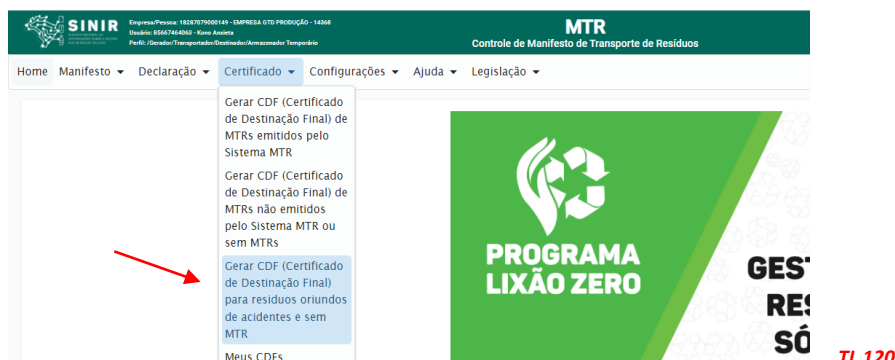 SINIR
Empresa/Pessoa: 18287079000149 - EMPRESA GTD PRODUÇÃO - 14368
Usuário: 85667464063 - Kono Anxieta
Perfil: /Gerador/Transportador/Destinador/Armazenador Temporário
MTR
Controle de Manifesto de Transporte de Resíduos
Home Manifesto Declaração Certificado Configurações Ajuda Legislação
Gerar CDF (Certificado
de Destinação Final) de
MTRs emitidos pelo
Sistema MTR
Gerar CDF (Certificado
de Destinação Final) de
MTRs não emitidos
pelo Sistema MTR ou
sem MTRs
Gerar CDF (Certificado
de Destinação Final)
para resíduos oriundos
de acidentes e sem
MTR
Meus CDFs
PROGRAMA
LIXÃO ZERO
GEST
RES
SÓ
TL 120